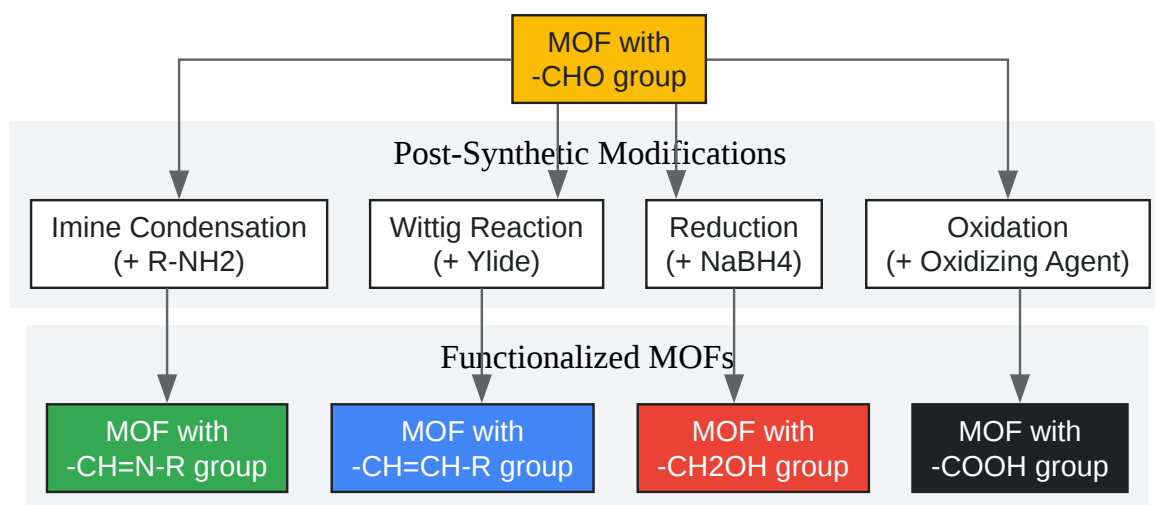 MOF with
-CHO group
Post-Synthetic Modifications
Imine Condensation
(+ R-NH2)
Wittig Reaction
(+ Ylide)
Reduction
(+ NaBH4)
Oxidation
(+ Oxidizing Agent)
Functionalized MOFs
MOF with
-CH=N-R group
MOF with
-CH=CH-R group
MOF with
-CH2OH group
MOF with
-COOH group